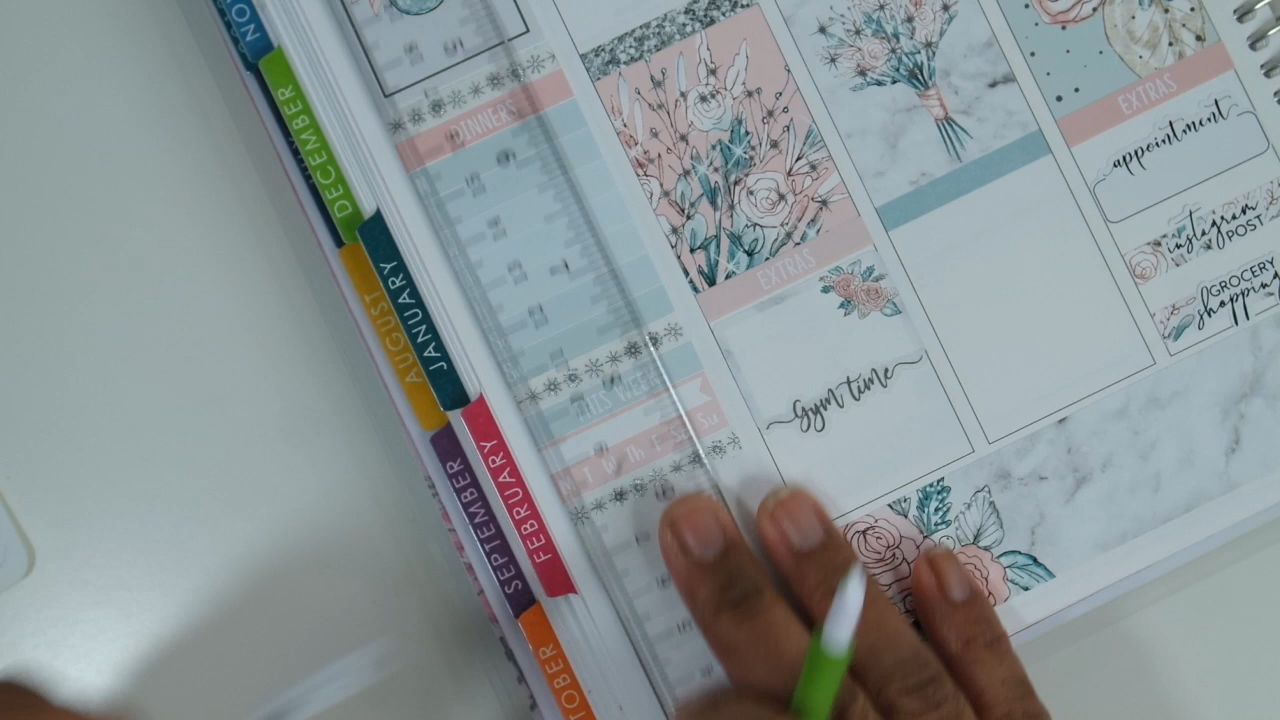 NO
DECEMBER
JANUARY
AUGUST
FEBRUARY
SEPTEMBER
TOBER
DINNERS
THIS WEEK
M T W Th F Sa Su
EXTRAS
Gym time
EXTRAS
appointment
instagram
POST
GROCERY
shopping